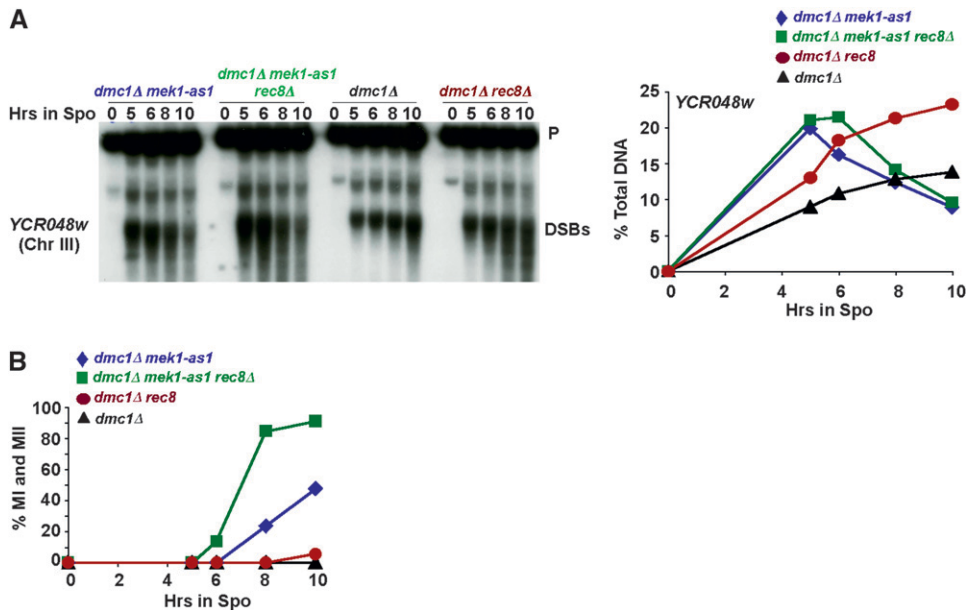 A
dmc1Δ mek1-as1
dmc1Δ mek1-as1
rec8Δ
dmc1Δ
dmc1Δ rec8Δ
Hrs in Spo
0 5 6 8 10
0 5 6 8 10
0 5 6 8 10
0 5 6 8 10
P
YCR048w
(Chr III)
DSBs
dmc1Δ mek1-as1
dmc1Δ mek1-as1 rec8Δ
dmc1Δ rec8
dmc1Δ
YCR048w
% Total DNA
25
20
15
10
5
0
0 2 4 6 8 10
Hrs in Spo
B
dmc1Δ mek1-as1
dmc1Δ mek1-as1 rec8Δ
dmc1Δ rec8
dmc1Δ
% MI and MII
100
80
60
40
20
0
0 2 4 6 8 10
Hrs in Spo